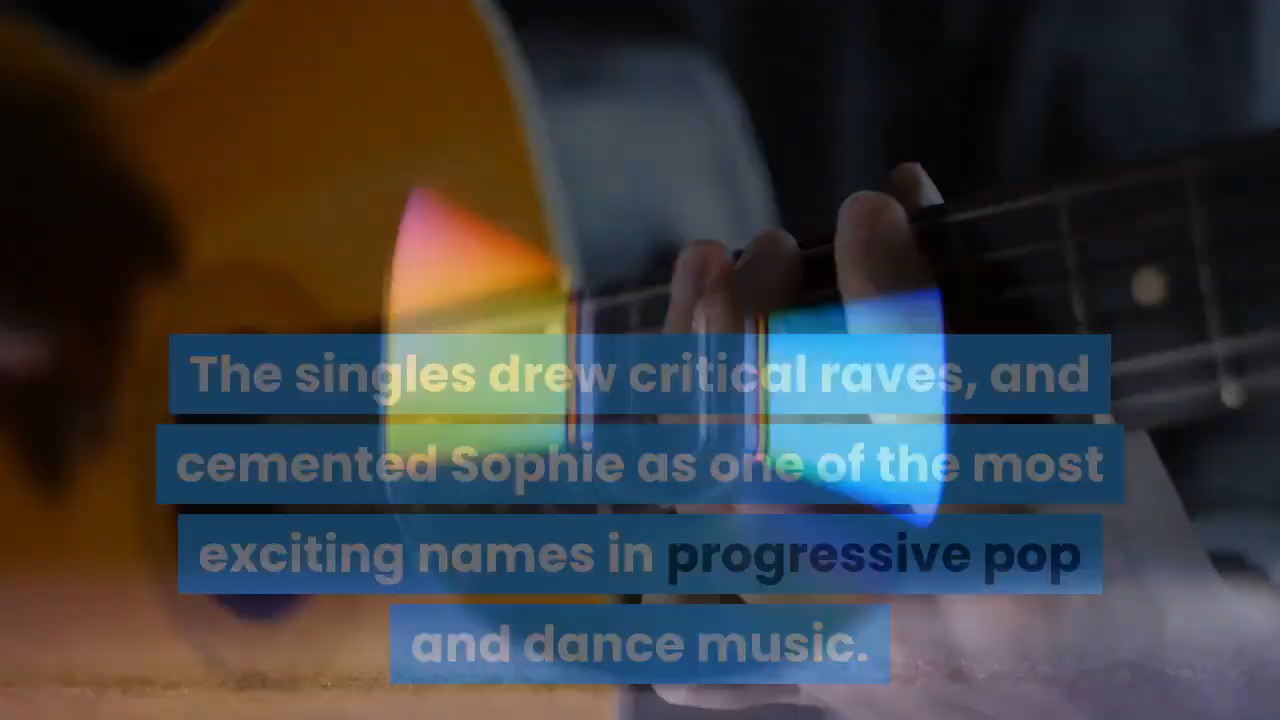 The singles drew critical raves, and
cemented Sophie as one of the most
exciting names in progressive pop
and dance music.